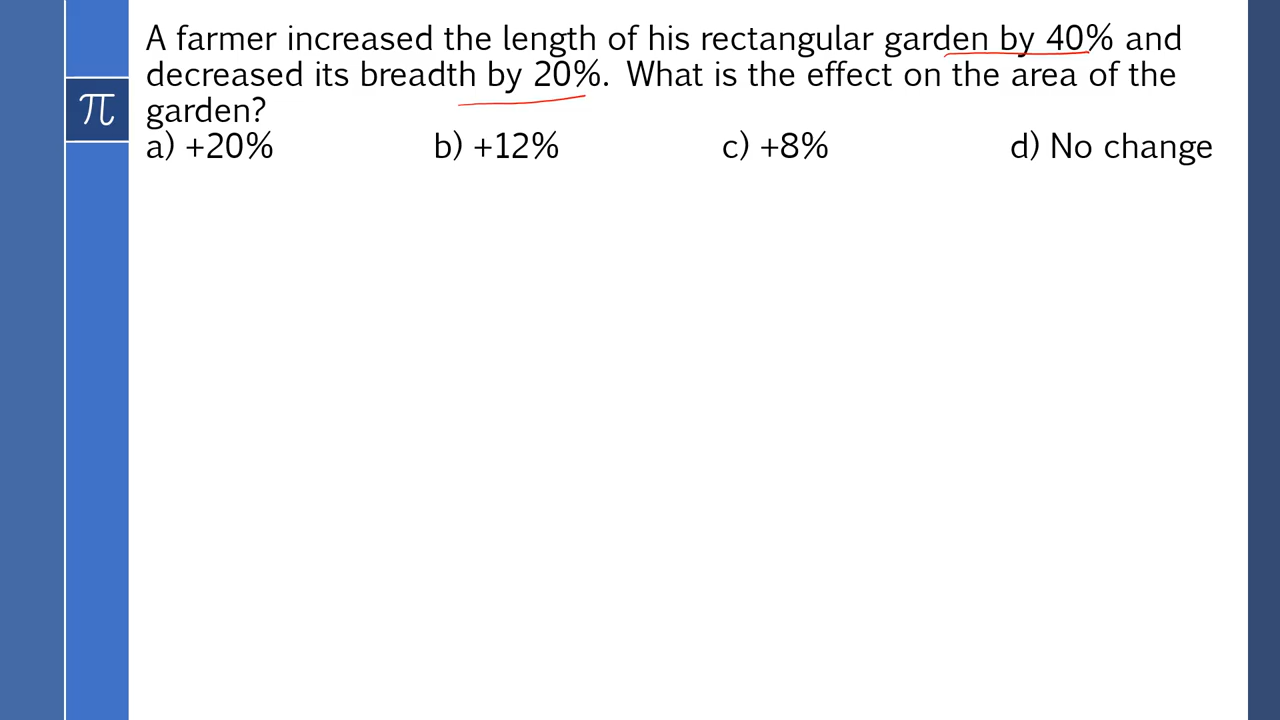 A farmer increased the length of his rectangular garden by 40% and
decreased its breadth by 20%. What is the effect on the area of the
garden?
a) +20% b) +12% c) +8% d) No change
π